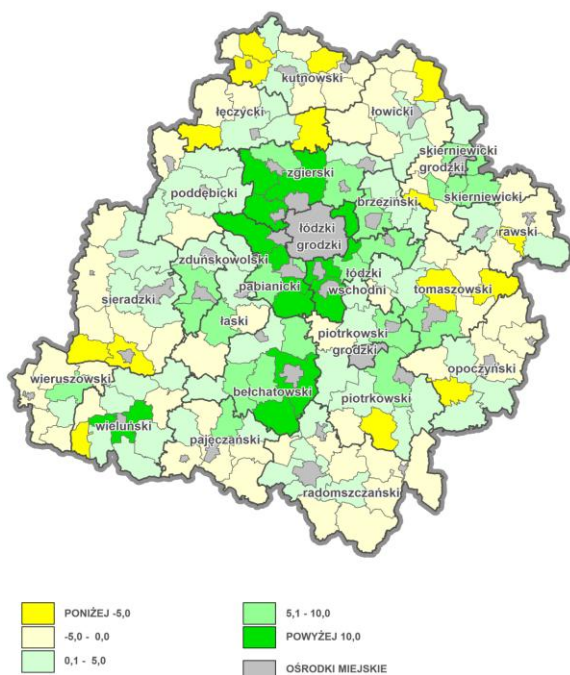 kutnowski
łęczycki
łowicki
skierniewicki
grodzki
zgierski
poddębicki
brzeziński
skierniewicki
łódzki
grodzki
rawski
zduńskowolski
łódzki
wschodni
pabianicki
sieradzki
tomaszowski
łaski
piotrkowski
grodzki
wieruszowski
opoczyński
bełchatowski
piotrkowski
wieluński
pajęczański
radomszczański
PONIŻEJ -5,0
5,1 - 10,0
-5,0 - 0,0
POWYŻEJ 10,0
0,1 - 5,0
OŚRODKI MIEJSKIE